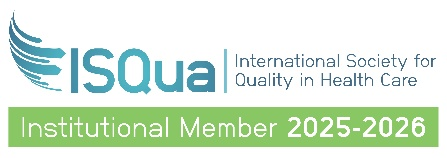 ISQua
International Society for
Quality in Health Care
Institutional Member 2025-2026